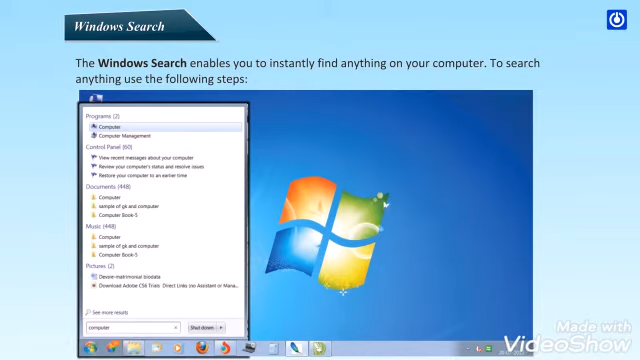 Windows Search
The Windows Search enables you to instantly find anything on your computer. To search
anything use the following steps:
Programs (2)
Computer
Computer Management
Control Panel (60)
View recent messages about your computer
Review your computer's status and resolve issues
Restore your computer to an earlier time
Documents (448)
Computer
sample of gk and computer
Computer Book-5
Music (448)
Computer
sample of gk and computer
Computer Book-5
Pictures (2)
Devoie-matrimonial biodata
Download Adobe CS6 Trials Direct Links (no Assistant or Mana...
See more results
computer
Shut down
Made with
VideoShow